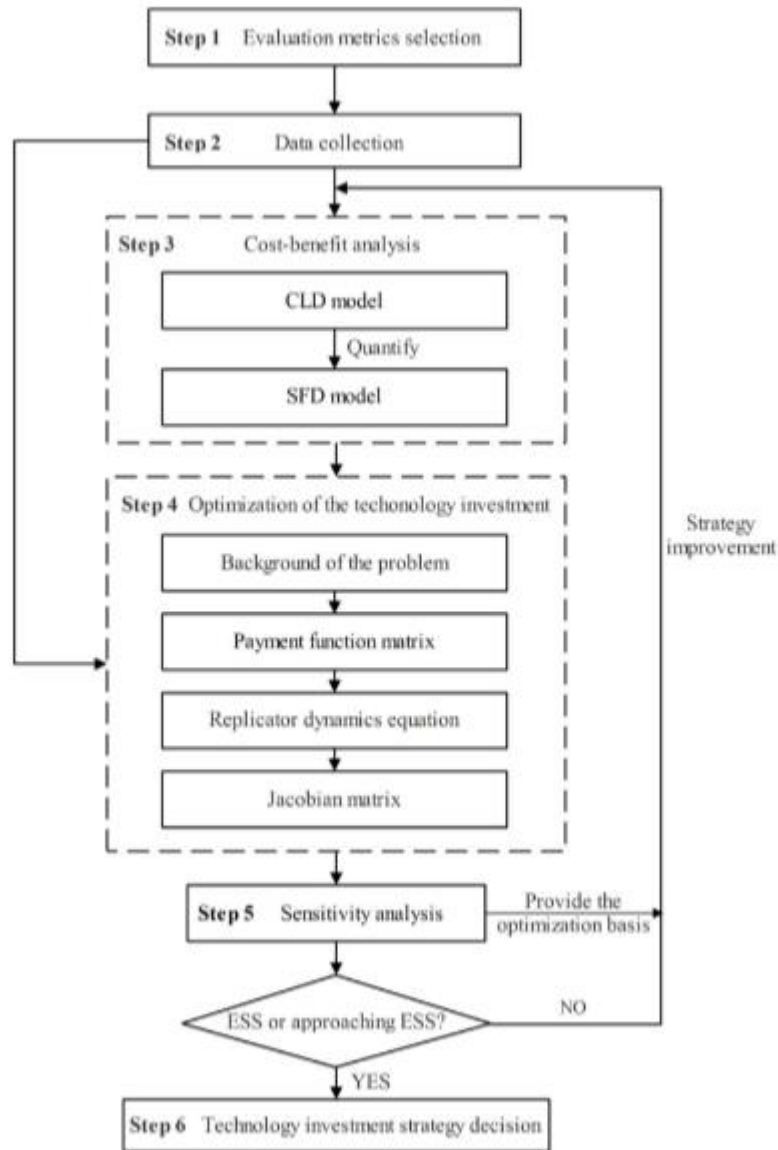 Step 1 Evaluation metrics selection
Step 2 Data collection
Step 3 Cost-benefit analysis
CLD model
Quantify
SFD model
Step 4 Optimization of the techonology investment
Background of the problem
Payment function matrix
Replicator dynamics equation
Jacobian matrix
Strategy
improvement
Step 5 Sensitivity analysis
Provide the
optimization basis
ESS or approaching ESS?
NO
YES
Step 6 Technology investment strategy decision